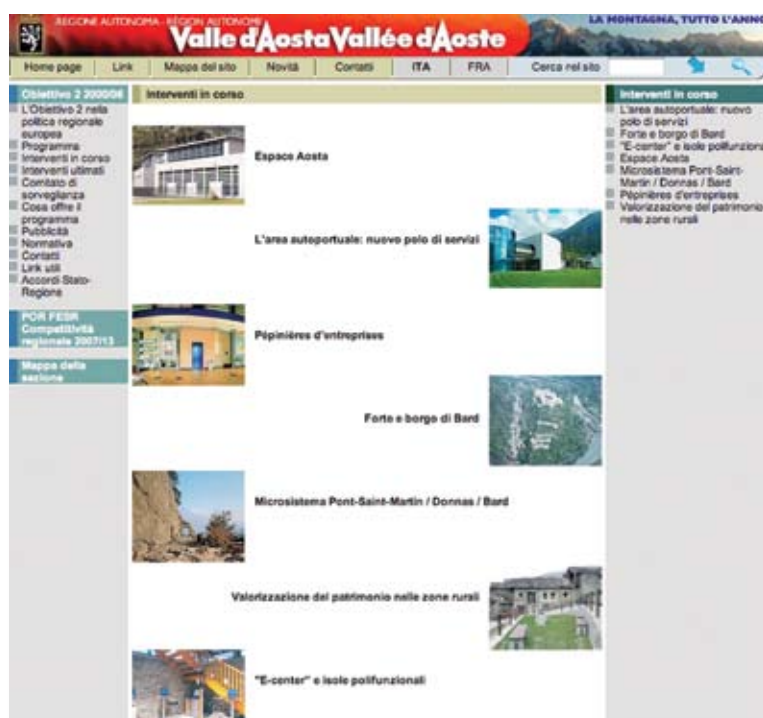 REGIONE AUTONOMA - RÉGION AUTONOME
Valle d'Aosta Vallée d'Aoste
LA MONTAGNA, TUTTO L'ANNO
Home page
Link
Mappa del sito
Novità
Contatti
ITA
FRA
Cerca nel sito
Obiettivo 2 2000/06
L'Obiettivo 2 nella
politica regionale
europea
Programma
Interventi in corso
Interventi ultimati
Comitato di
sorveglianza
Cosa offre il
programma
Pubblicità
Normativa
Contatti
Link utili
Accordi Stato-
Regione
POR FESR
Competitività
regionale 2007/13
Mappa della
sezione
Interventi in corso
Espace Aosta
L'area autoportuale: nuovo polo di servizi
Pépinières d'entreprises
Forte e borgo di Bard
Microsistema Pont-Saint-Martin / Donnas / Bard
Valorizzazione del patrimonio nelle zone rurali
"E-center" e isole polifunzionali
Interventi in corso
L'area autoportuale: nuovo
polo di servizi
Forte e borgo di Bard
"E-center" e isole polifunziona
Espace Aosta
Microsistema Pont-Saint-
Martin / Donnas / Bard
Pépinières d'entreprises
Valorizzazione del patrimonio
nelle zone rurali